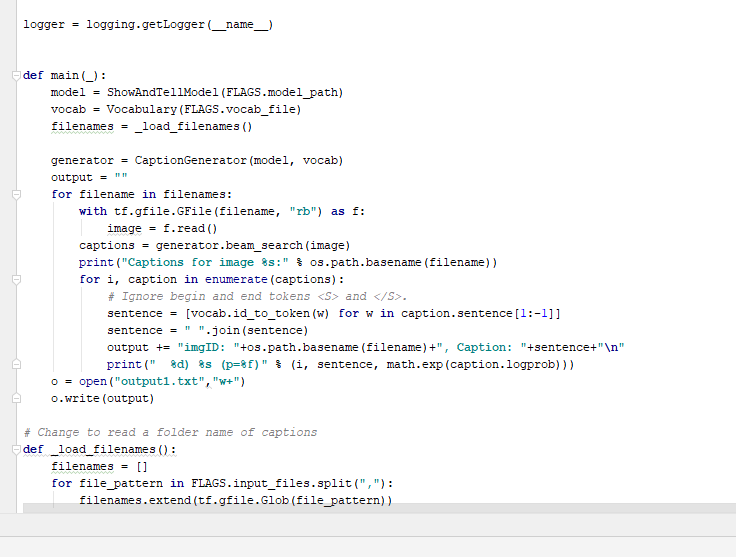 logger = logging.getLogger(__name__)
def main(_):
    model = ShowAndTellModel(FLAGS.model_path)
    vocab = Vocabulary(FLAGS.vocab_file)
    filenames = _load_filenames()
    generator = CaptionGenerator(model, vocab)
    output = ""
    for filename in filenames:
        with tf.gfile.GFile(filename, "rb") as f:
            image = f.read()
        captions = generator.beam_search(image)
        print("Captions for image %s:" % os.path.basename(filename))
        for i, caption in enumerate(captions):
            # Ignore begin and end tokens <S> and </S>.
            sentence = [vocab.id_to_token(w) for w in caption.sentence[1:-1]]
            sentence = " ".join(sentence)
            output += "imgID: "+os.path.basename(filename)+", Caption: "+sentence+"\n"
            print("  %d) %s (p=%f)" % (i, sentence, math.exp(caption.logprob)))
    o = open("output1.txt","w+")
    o.write(output)
# Change to read a folder name of captions
def _load_filenames():
    filenames = []
    for file_pattern in FLAGS.input_files.split(","):
        filenames.extend(tf.gfile.Glob(file_pattern))